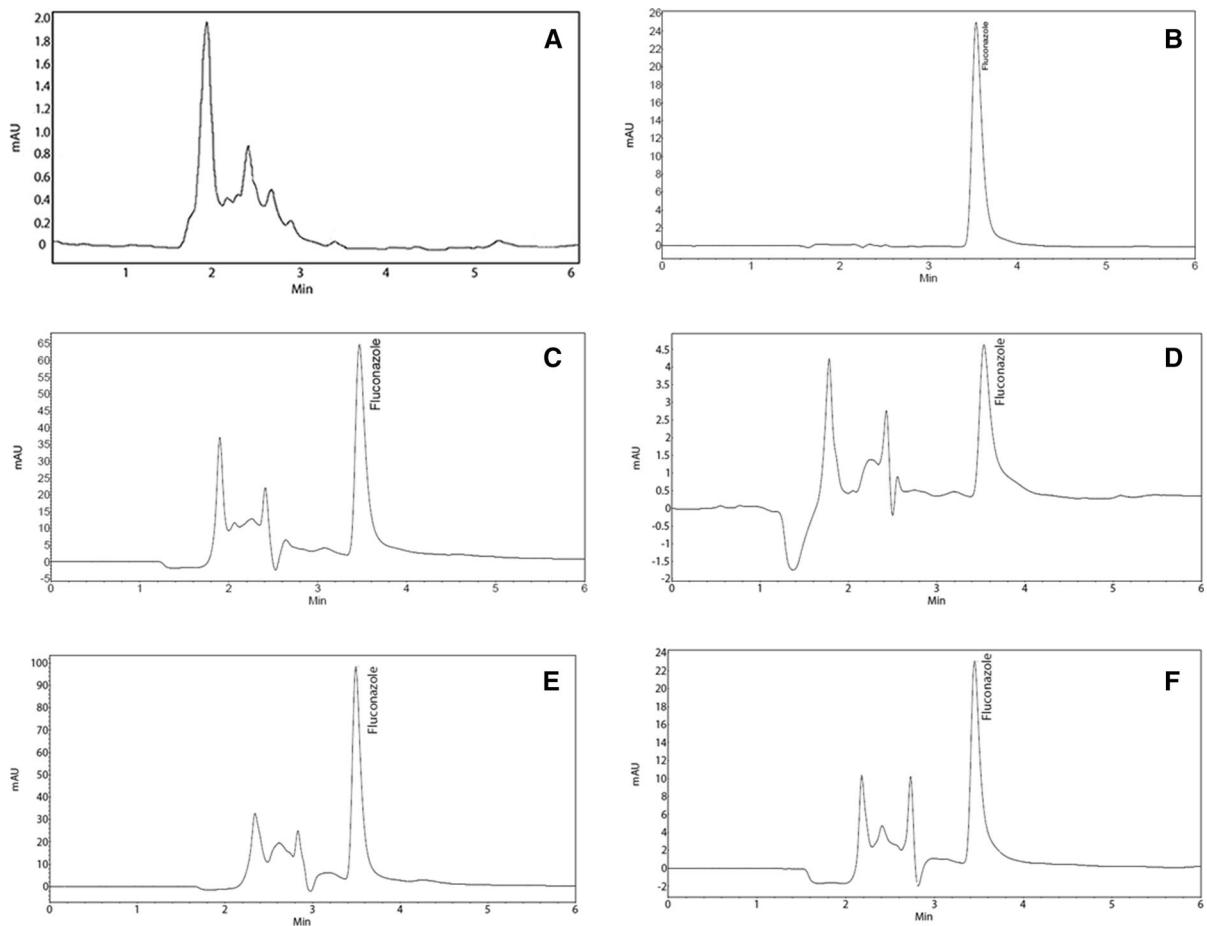 2.0
1.8
1.6
1.4
1.2
1.0
0.8
0.6
0.4
0.2
0
mAU
1 2 3 4 5 6
Min
A
26
24
22
20
18
16
14
12
10
8
6
4
2
0
mAU
0 1 2 3 4 5 6
Min
Fluconazole
B
65
60
55
50
45
40
35
30
25
20
15
10
5
0
-5
mAU
0 1 2 3 4 5 6
Min
Fluconazole
C
4.5
4
3.5
3
2.5
2
1.5
1
0.5
0
-0.5
-1
-1.5
-2
mAU
0 1 2 3 4 5 6
Min
Fluconazole
D
100
90
80
70
60
50
40
30
20
10
0
mAU
0 1 2 3 4 5 6
Min
Fluconazole
E
24
22
20
18
16
14
12
10
8
6
4
2
0
-2
mAU
0 1 2 3 4 5 6
Min
Fluconazole
F